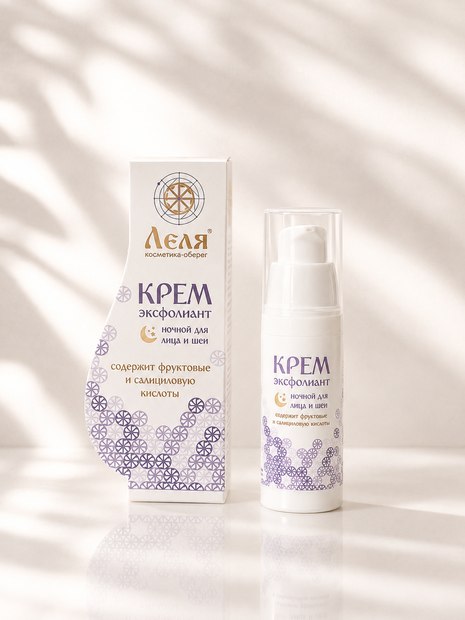 Леля®
косметика-оберег
КРЕМ
эксфолиант
ночной для
лица и шеи
содержит фруктовые
и салициловую
кислоты
КРЕМ
эксфолиант
ночной для
лица и шеи
содержит фруктовые
и салициловую
кислоты